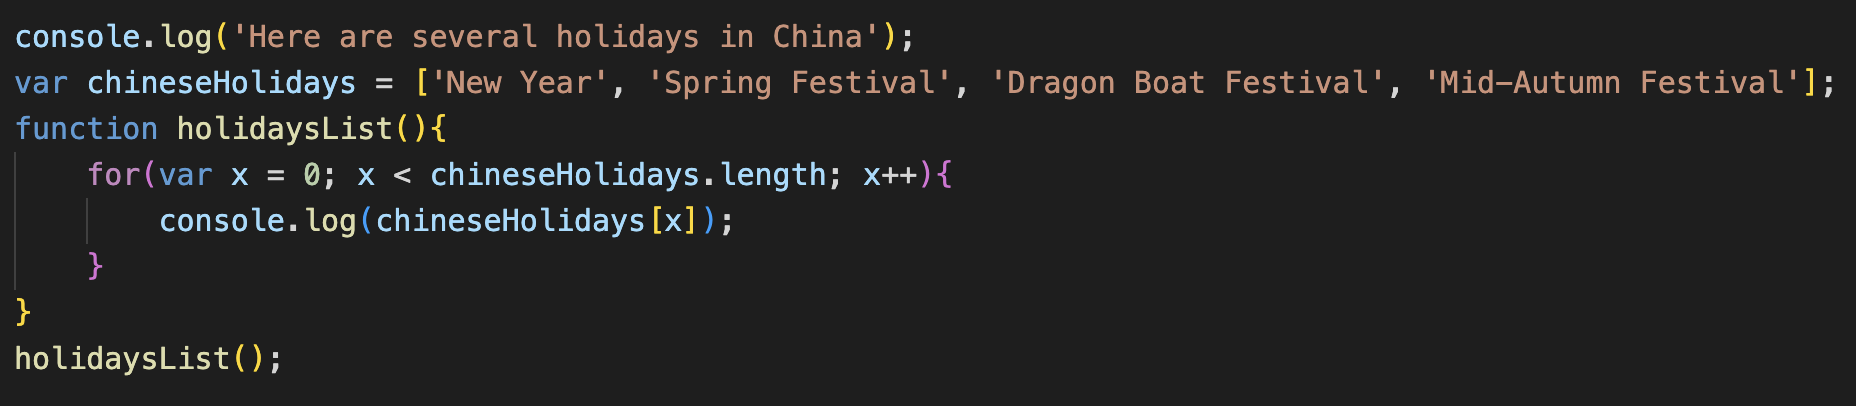 console.log('Here are several holidays in China');
var chineseHolidays = ['New Year', 'Spring Festival', 'Dragon Boat Festival', 'Mid-Autumn Festival'];
function holidaysList(){
    for(var x = 0; x < chineseHolidays.length; x++){
        console.log(chineseHolidays[x]);
    }
}
holidaysList();